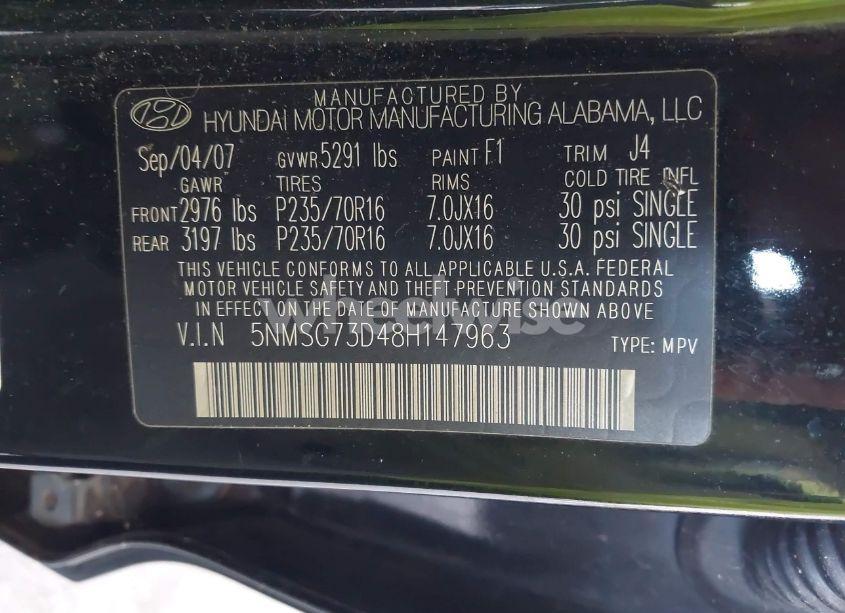 MANUFACTURED BY
HYUNDAI MOTOR MANUFACTURING ALABAMA, LLC
Sep/04/07 GVWR 5291 lbs PAINT F1 TRIM J4
GAWR TIRES RIMS COLD TIRE INFL
FRONT 2976 lbs P235/70R16 7.0JX16 30 psi SINGLE
REAR 3197 lbs P235/70R16 7.0JX16 30 psi SINGLE
THIS VEHICLE CONFORMS TO ALL APPLICABLE U.S.A. FEDERAL
MOTOR VEHICLE SAFETY AND THEFT PREVENTION STANDARDS
IN EFFECT ON THE DATE OF MANUFACTURE SHOWN ABOVE
wheelwise
V.I.N 5NMSG73D48H147963 TYPE: MPV